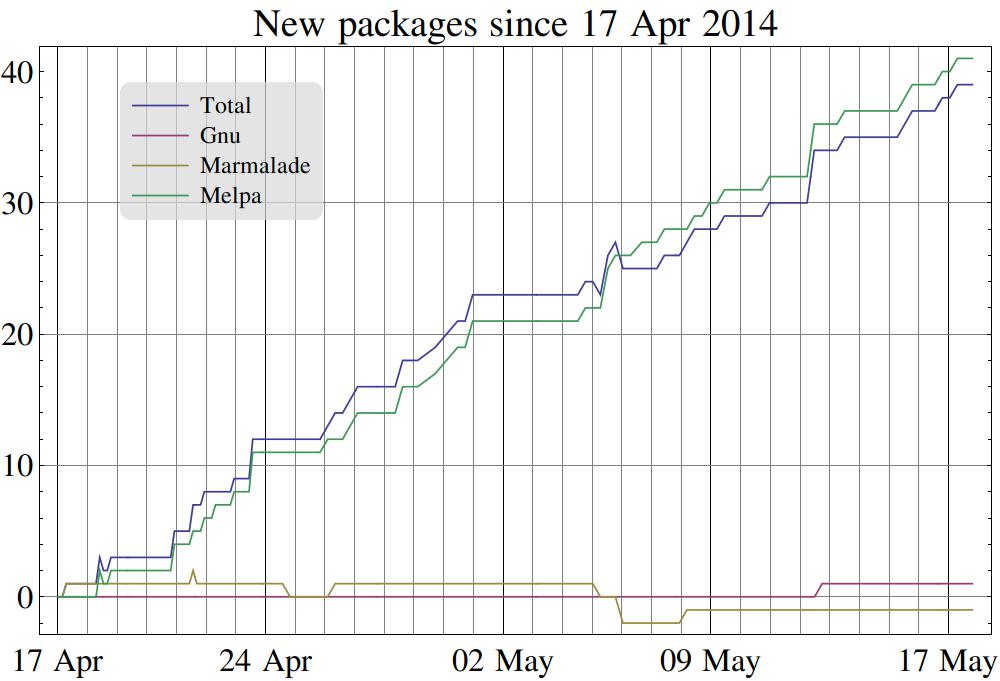 New packages since 17 Apr 2014
40
30
20
10
0
Total
Gnu
Marmalade
Melpa
17 Apr
24 Apr
02 May
09 May
17 May